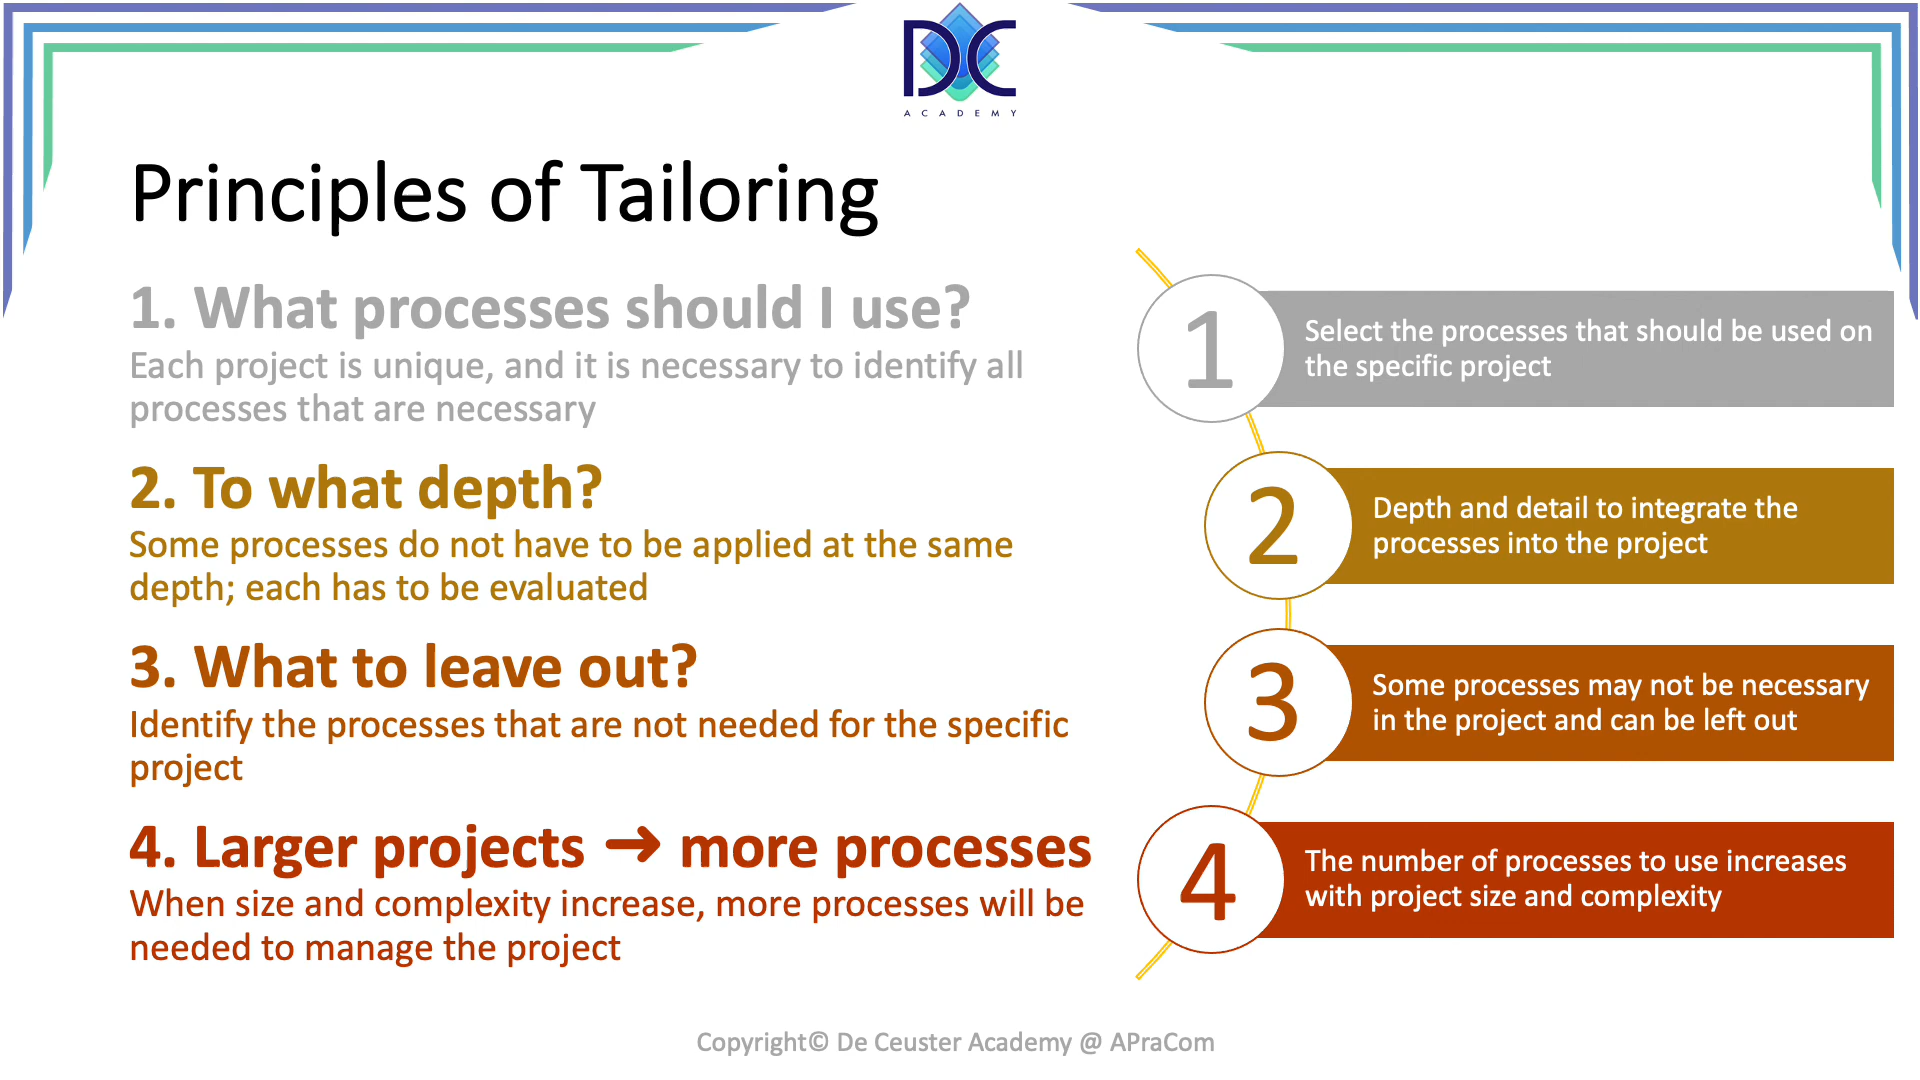 DC
ACADEMY
Principles of Tailoring
1. What processes should I use?
Each project is unique, and it is necessary to identify all
processes that are necessary
2. To what depth?
Some processes do not have to be applied at the same
depth; each has to be evaluated
3. What to leave out?
Identify the processes that are not needed for the specific
project
4. Larger projects ➜ more processes
When size and complexity increase, more processes will be
needed to manage the project
1
Select the processes that should be used on
the specific project
2
Depth and detail to integrate the
processes into the project
3
Some processes may not be necessary
in the project and can be left out
4
The number of processes to use increases
with project size and complexity
Copyright© De Ceuster Academy @ APraCom